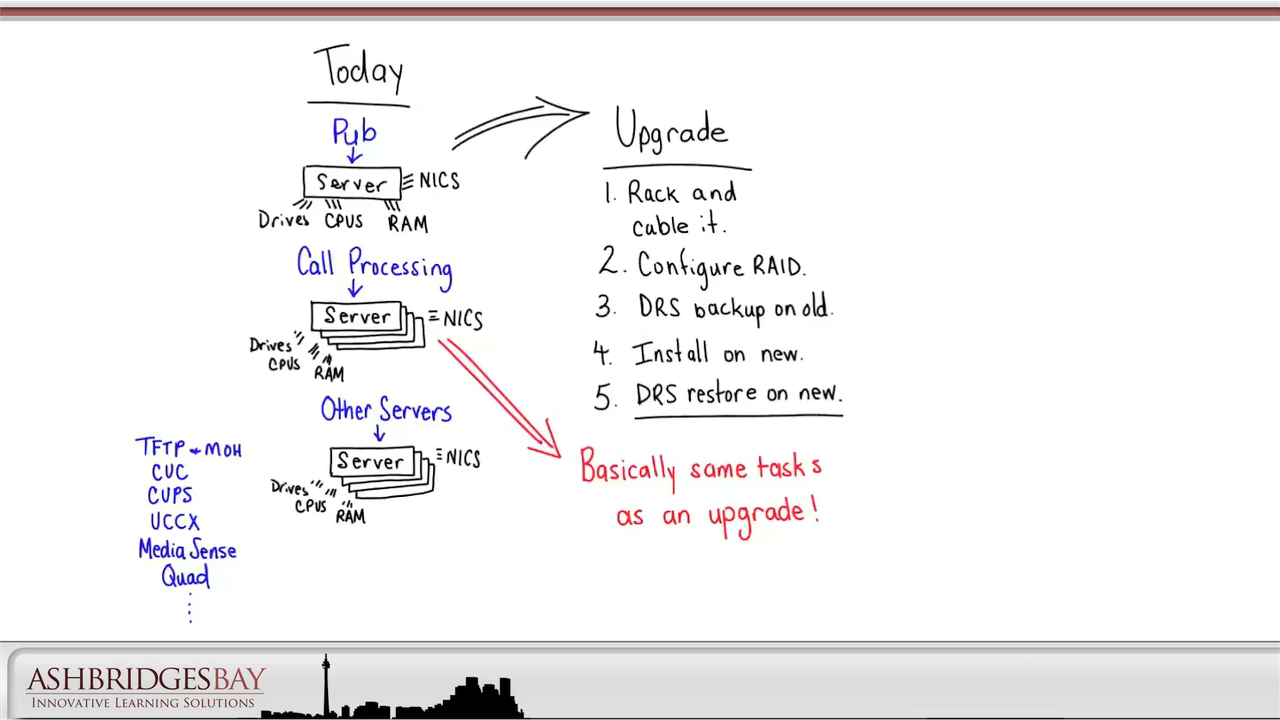 Today
Pub
Server
NICS
Drives CPUS RAM
Call Processing
Server
NICS
Drives
CPUS
RAM
Other Servers
Server
NICS
Drives
CPUS
RAM
TFTP & MOH
CUC
CUPS
UCCX
Media Sense
Quad
Upgrade
1. Rack and
cable it.
2. Configure RAID.
3. DRS backup on old.
4. Install on new.
5. DRS restore on new.
Basically same tasks
as an upgrade!
ASHBRIDGESBAY
INNOVATIVE LEARNING SOLUTIONS